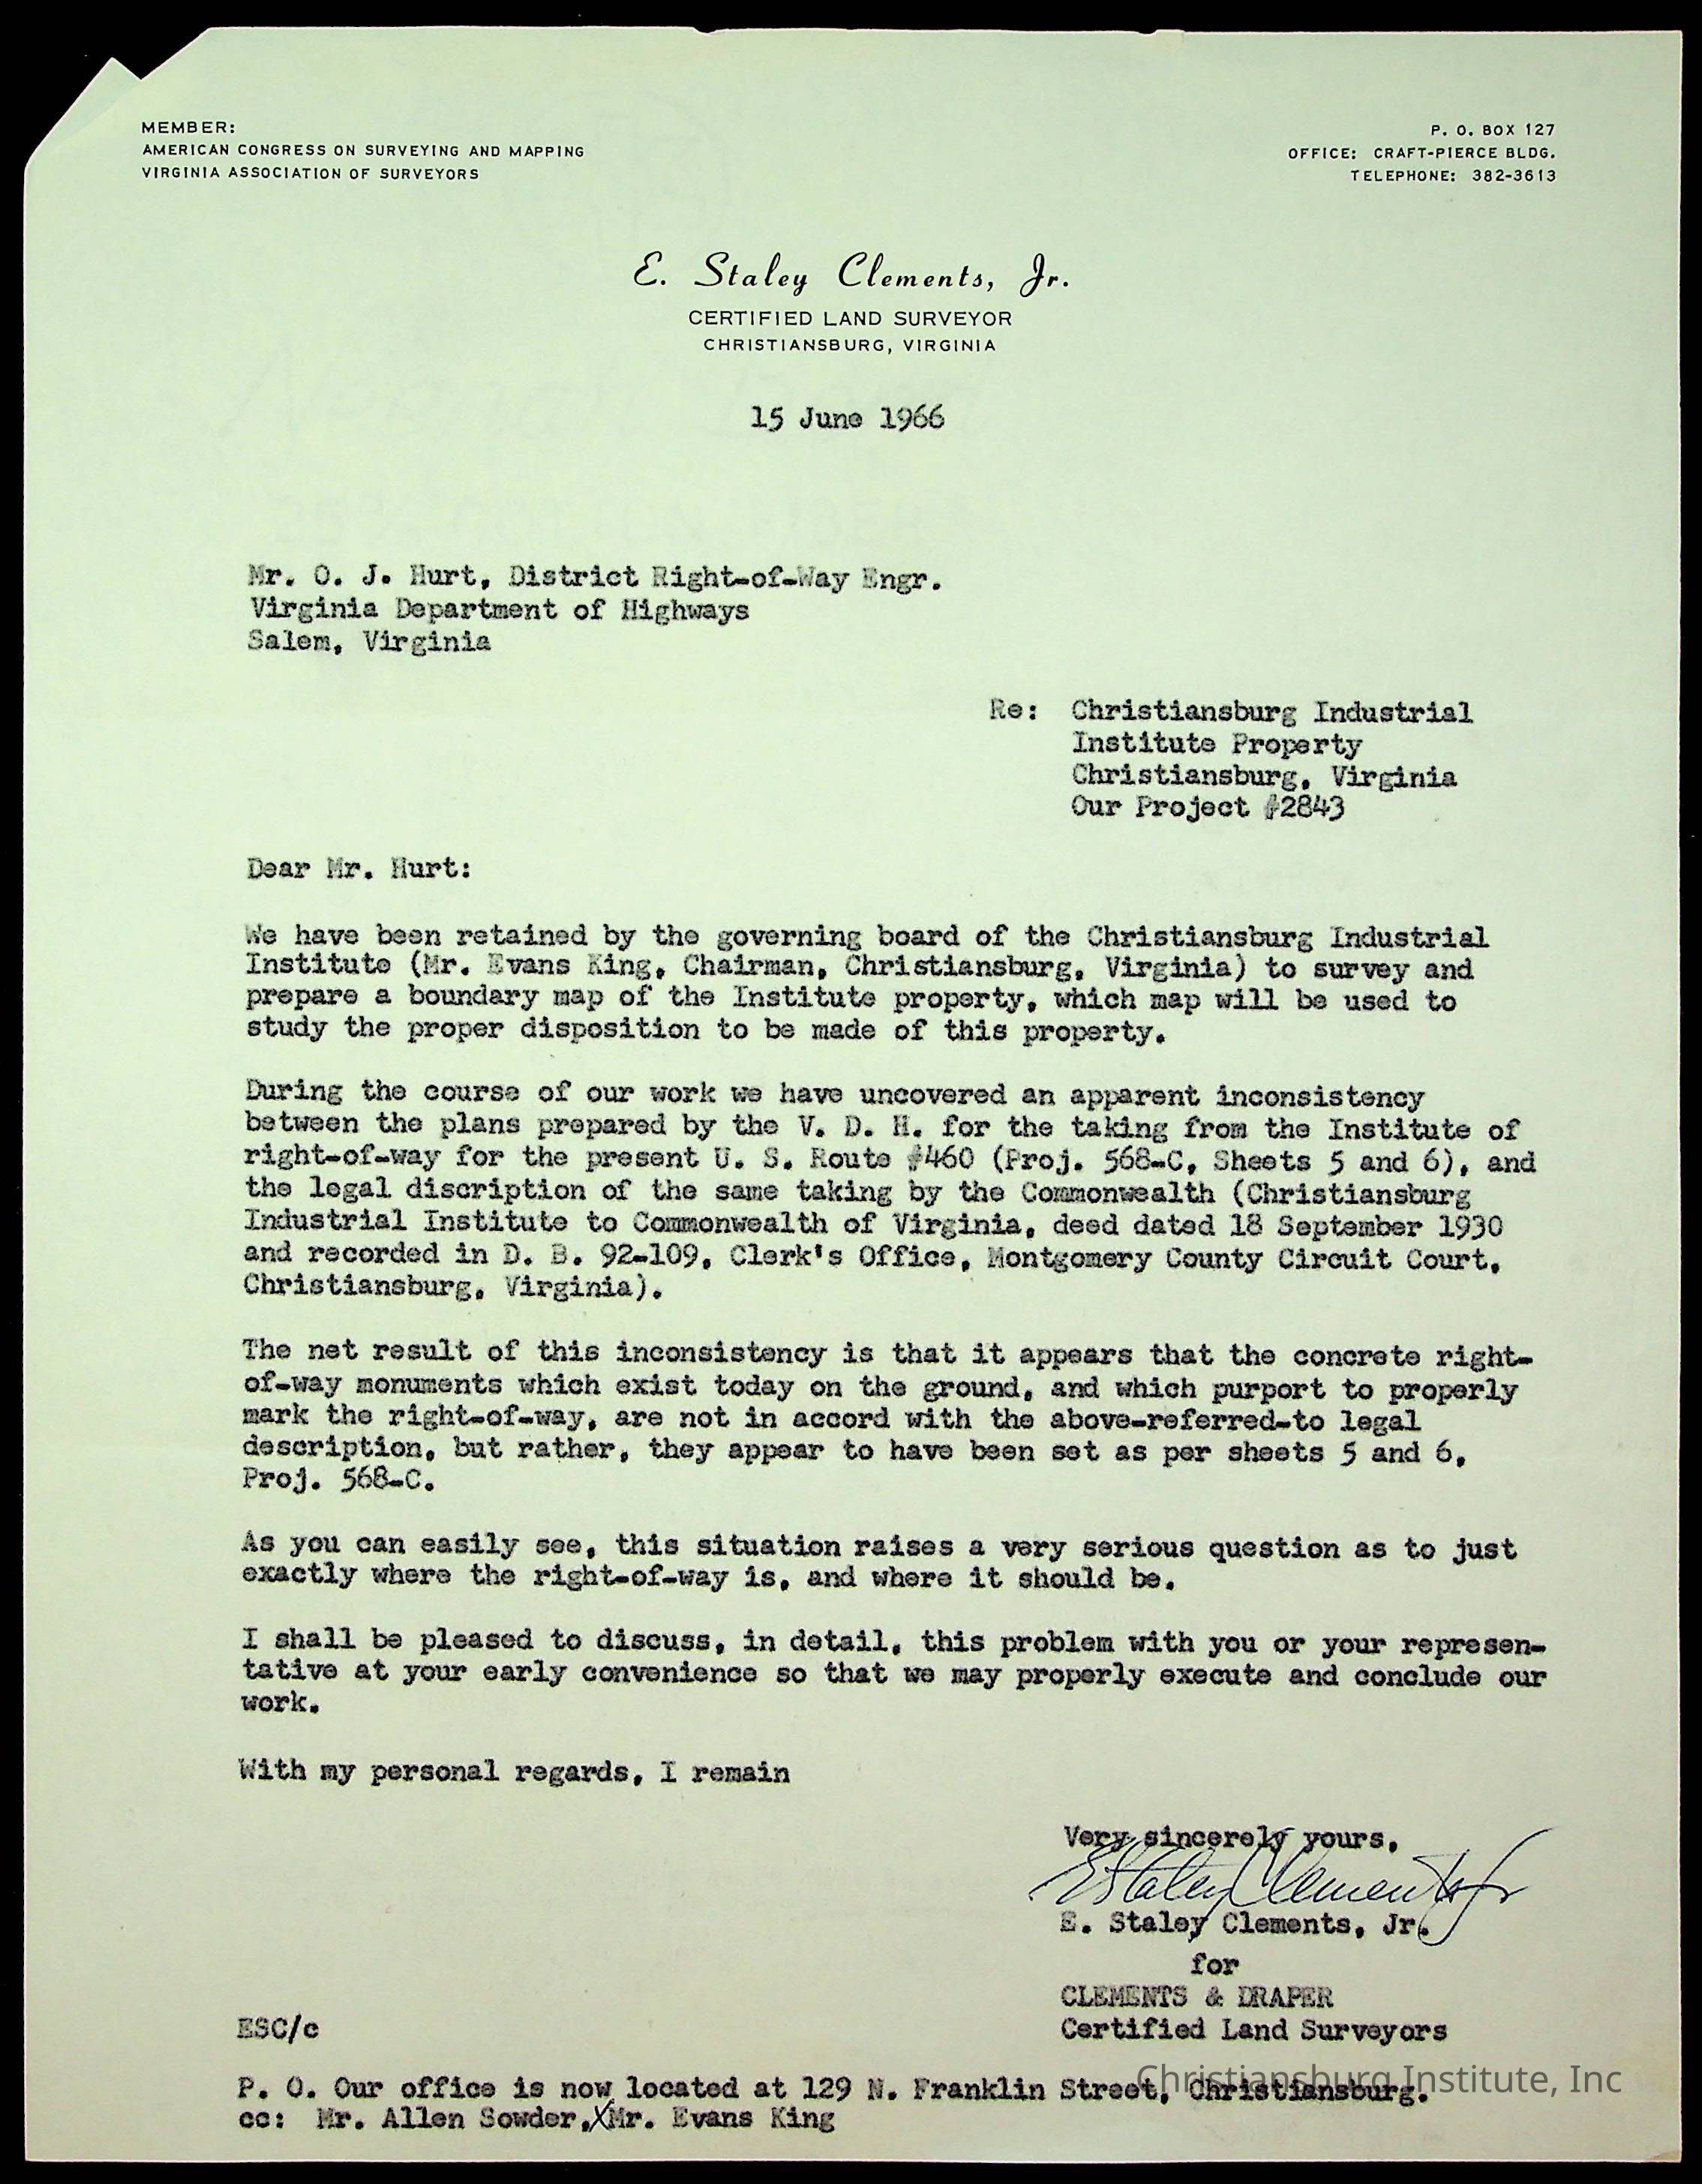 MEMBER:
AMERICAN CONGRESS ON SURVEYING AND MAPPING
VIRGINIA ASSOCIATION OF SURVEYORS
P. O. BOX 127
OFFICE: CRAFT-PIERCE BLDG.
TELEPHONE: 382-3613
E. Staley Clements, Jr.
CERTIFIED LAND SURVEYOR
CHRISTIANSBURG, VIRGINIA
15 June 1966
Mr. O. J. Hurt, District Right-of-Way Engr.
Virginia Department of Highways
Salem, Virginia
Re: Christiansburg Industrial
Institute Property
Christiansburg, Virginia
Our Project #2843
Dear Mr. Hurt:
We have been retained by the governing board of the Christiansburg Industrial
Institute (Mr. Evans King, Chairman, Christiansburg, Virginia) to survey and
prepare a boundary map of the Institute property, which map will be used to
study the proper disposition to be made of this property.
During the course of our work we have uncovered an apparent inconsistency
between the plans prepared by the V. D. H. for the taking from the Institute of
right-of-way for the present U. S. Route #460 (Proj. 568-C, Sheets 5 and 6), and
the legal discription of the same taking by the Commonwealth (Christiansburg
Industrial Institute to Commonwealth of Virginia, deed dated 18 September 1930
and recorded in D. B. 92-109, Clerk's Office, Montgomery County Circuit Court,
Christiansburg, Virginia).
The net result of this inconsistency is that it appears that the concrete right-
of-way monuments which exist today on the ground, and which purport to properly
mark the right-of-way, are not in accord with the above-referred-to legal
description, but rather, they appear to have been set as per sheets 5 and 6,
Proj. 568-C.
As you can easily see, this situation raises a very serious question as to just
exactly where the right-of-way is, and where it should be.
I shall be pleased to discuss, in detail, this problem with you or your represen-
tative at your early convenience so that we may properly execute and conclude our
work.
With my personal regards, I remain
Very sincerely yours,
E Staley Clements Jr
E. Staley Clements, Jr.
for
CLEMENTS & DRAPER
Certified Land Surveyors
ESC/c
P. O. Our office is now located at 129 N. Franklin Street, Christiansburg.
cc: Mr. Allen Sowder, X Mr. Evans King
Christiansburg Institute, Inc